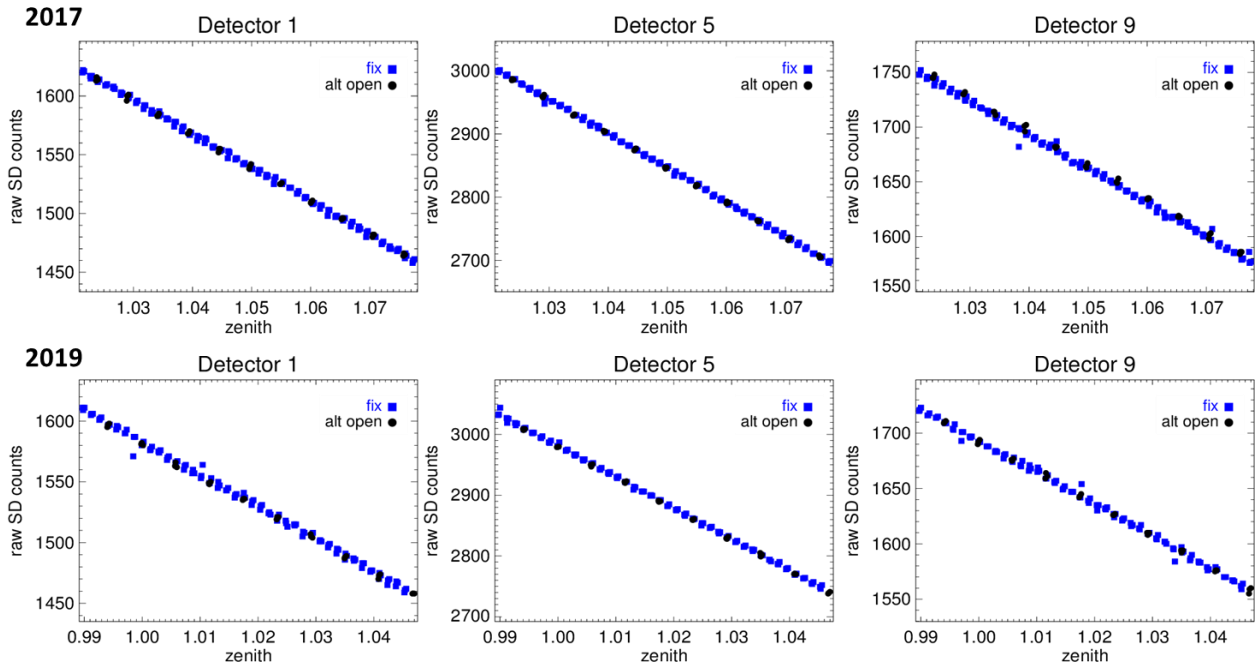 2017
Detector 1
Detector 5
Detector 9
fix
alt open
fix
alt open
fix
alt open
raw SD counts
1600
1550
1500
1450
raw SD counts
3000
2900
2800
2700
raw SD counts
1750
1700
1650
1600
1550
1.03 1.04 1.05 1.06 1.07
1.03 1.04 1.05 1.06 1.07
1.03 1.04 1.05 1.06 1.07
zenith
zenith
zenith
2019
Detector 1
Detector 5
Detector 9
fix
alt open
fix
alt open
fix
alt open
raw SD counts
1600
1550
1500
1450
raw SD counts
3000
2900
2800
2700
raw SD counts
1700
1650
1600
1550
0.99 1.00 1.01 1.02 1.03 1.04
0.99 1.00 1.01 1.02 1.03 1.04
0.99 1.00 1.01 1.02 1.03 1.04
zenith
zenith
zenith